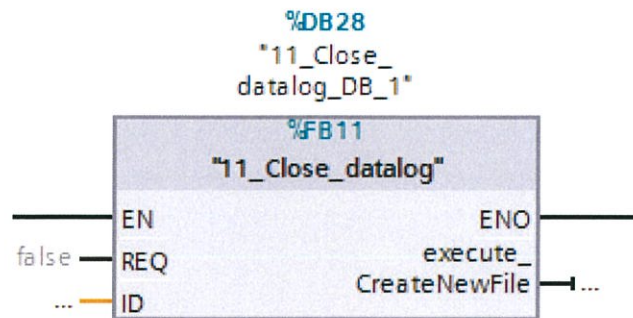 %DB28
"11_Close_
datalog_DB_1"
%FB11
"11_Close_datalog"
EN
ENO
false
REQ
execute_
CreateNewFile
...
...
ID